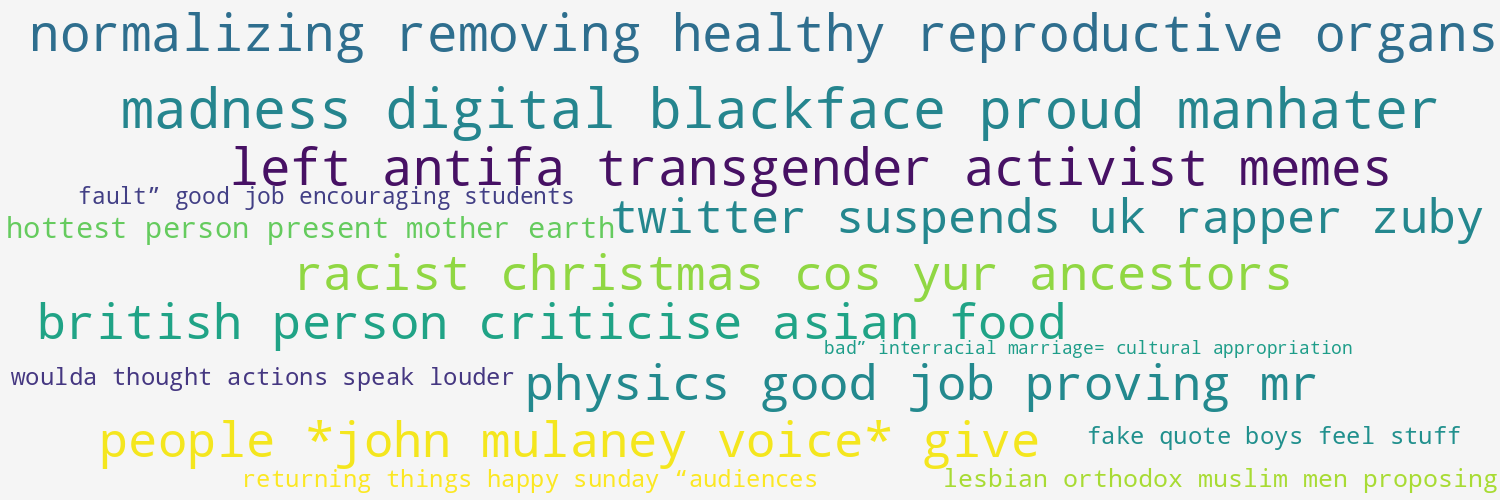 normalizing removing healthy reproductive organs
madness digital blackface proud manhater
left antifa transgender activist memes
fault” good job encouraging students
twitter suspends uk rapper zuby
hottest person present mother earth
racist christmas cos yur ancestors
british person criticise asian food
bad” interracial marriage= cultural appropriation
woulda thought actions speak louder
physics good job proving mr
people *john mulaney voice* give
fake quote boys feel stuff
returning things happy sunday “audiences
lesbian orthodox muslim men proposing